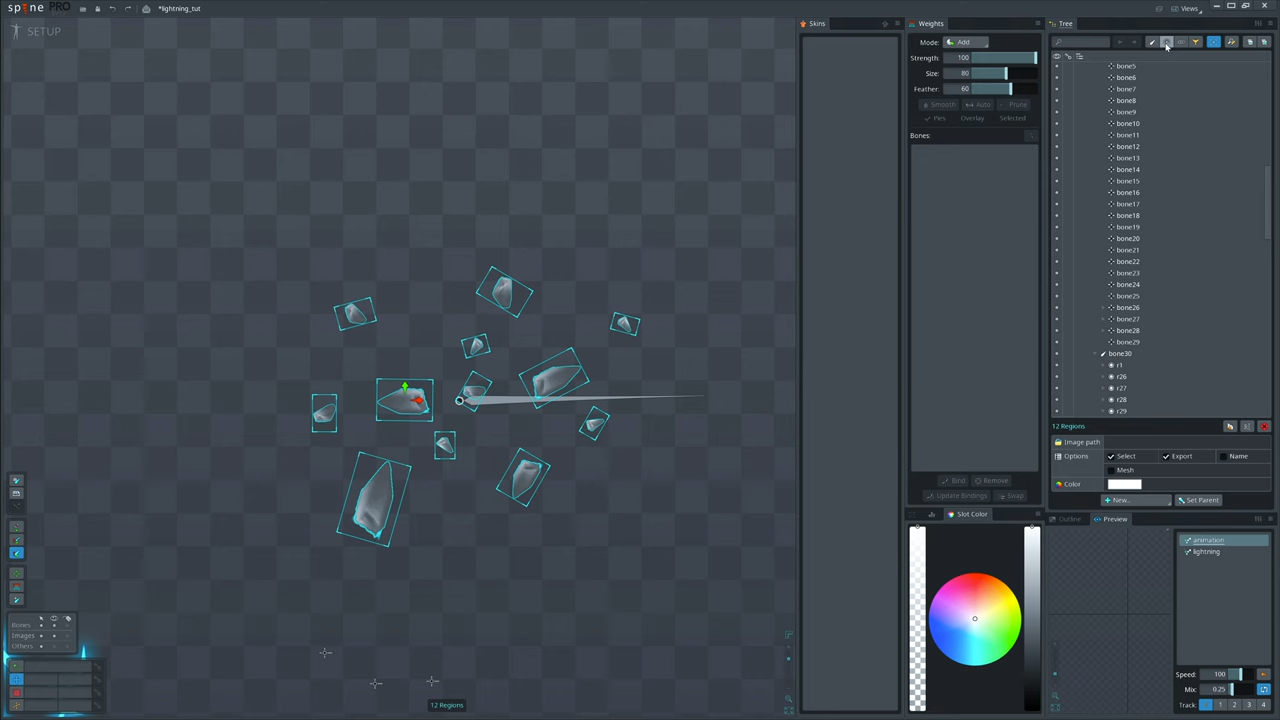 spine PRO
*lightning_tut
Views
SETUP
Skins
Weights
Tree
Mode: Add
Strength: 100
Size: 80
Feather: 60
Smooth Auto Prune
Pies Overlay Selected
Bones:
bone5
bone6
bone7
bone8
bone9
bone10
bone11
bone12
bone13
bone14
bone15
bone16
bone17
bone18
bone19
bone20
bone21
bone22
bone23
bone24
bone25
bone26
bone27
bone28
bone29
bone30
r1
r26
r27
r28
r29
12 Regions
Image path
Options Select Export Name
Mesh
Color
New... Set Parent
Bind Remove
Update Bindings Swap
Slot Color
Outline Preview
animation
lightning
Bones
Images
Others
Speed: 100
Mix: 0.25
Track: 1 2 3 4
12 Regions